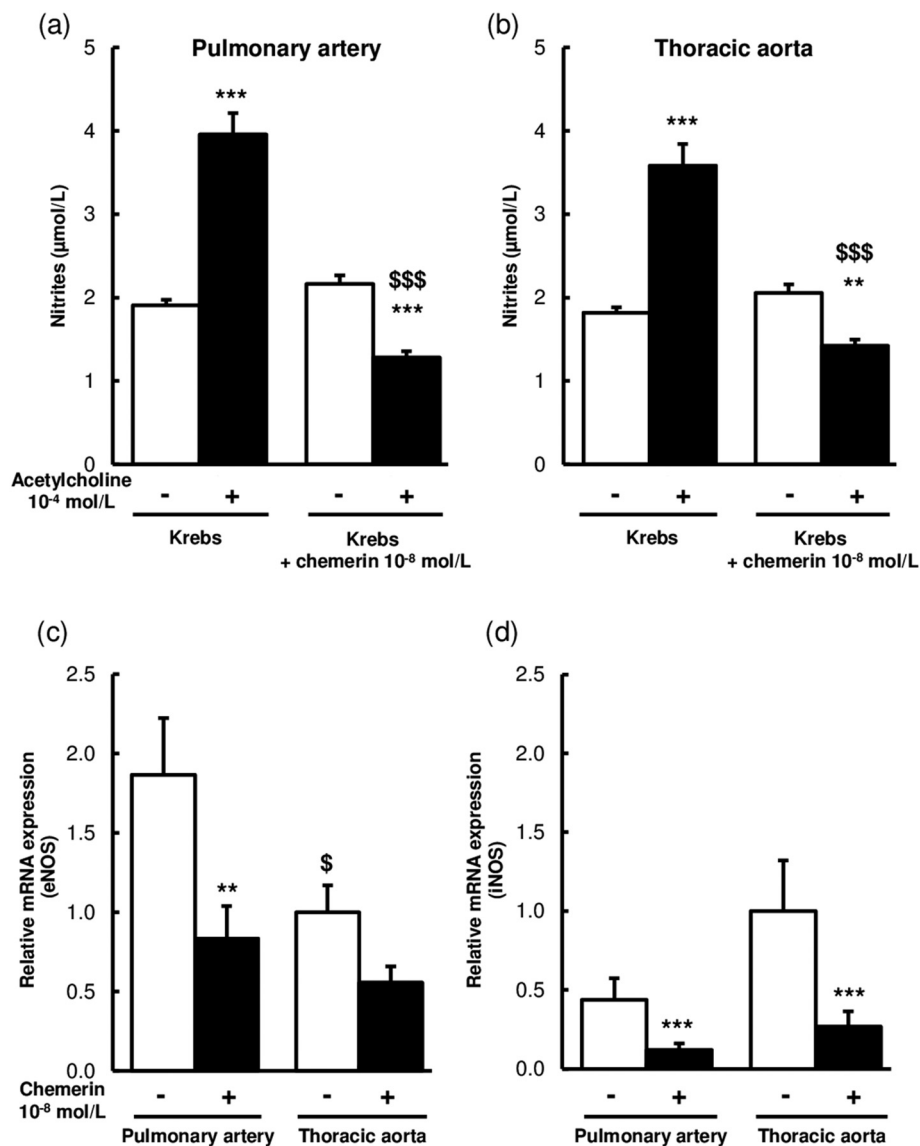 (a)
Pulmonary artery
5
4
3
2
1
0
Nitrites (µmol/L)
***
$$$
***
Acetylcholine
10⁻⁴ mol/L
- + - +
Krebs
Krebs
+ chemerin 10⁻⁸ mol/L
(b)
Thoracic aorta
5
4
3
2
1
0
Nitrites (µmol/L)
***
$$$
**
- + - +
Krebs
Krebs
+ chemerin 10⁻⁸ mol/L
(c)
2.5
2.0
1.5
1.0
0.5
0.0
Relative mRNA expression
(eNOS)
**
$
Chemerin
10⁻⁸ mol/L
- + - +
Pulmonary artery
Thoracic aorta
(d)
2.5
2.0
1.5
1.0
0.5
0.0
Relative mRNA expression
(iNOS)
***
***
- + - +
Pulmonary artery
Thoracic aorta